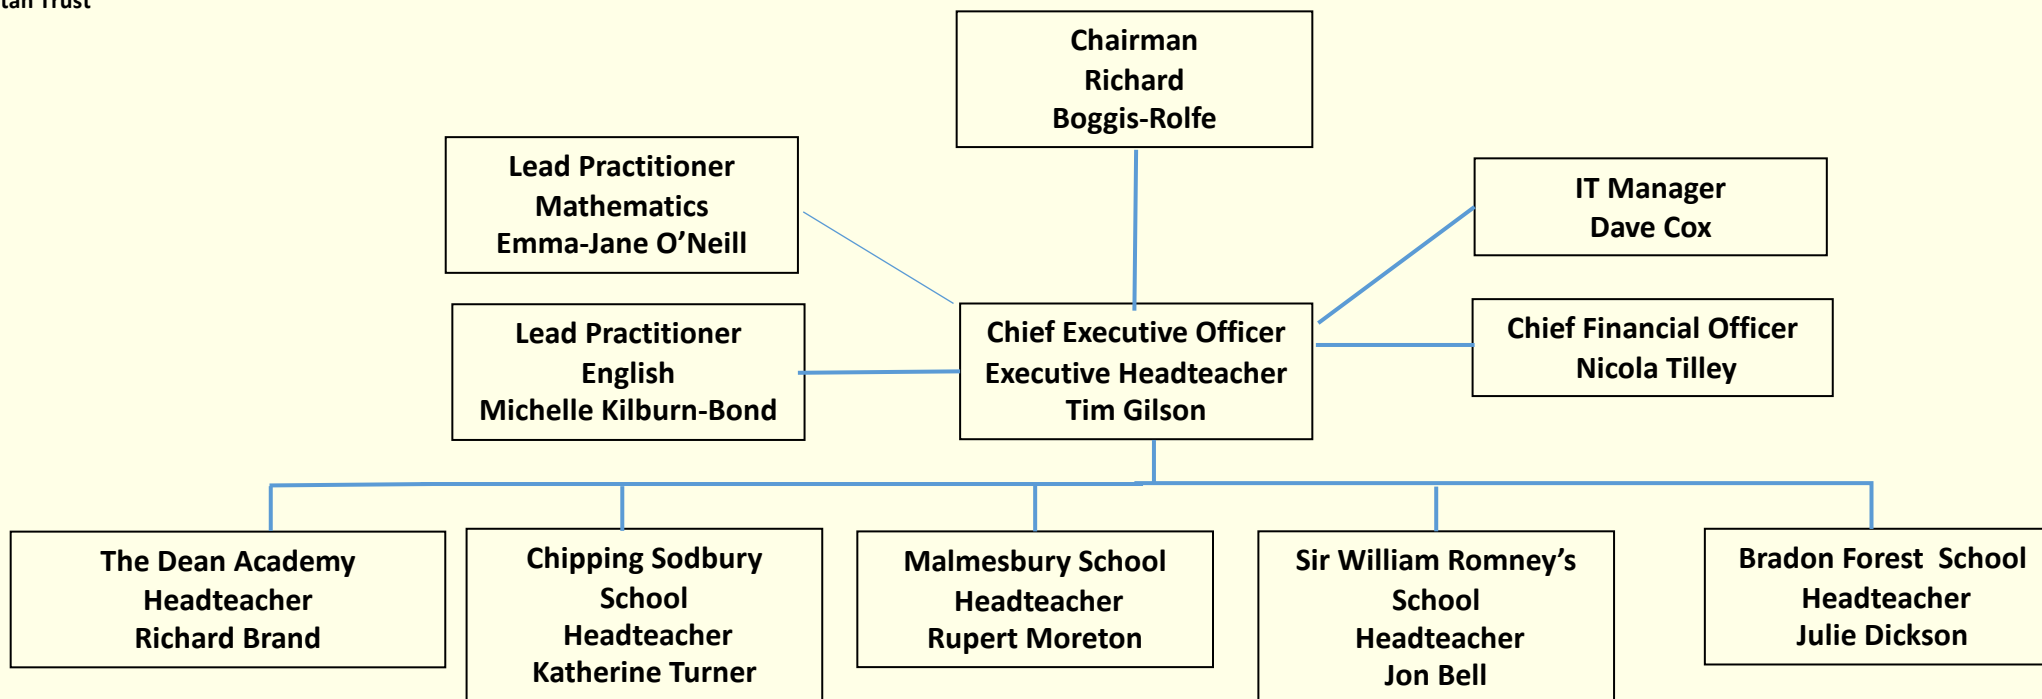 Trust
Chairman
Richard
Boggis-Rolfe
Lead Practitioner
Mathematics
Emma-Jane O’Neill
IT Manager
Dave Cox
Lead Practitioner
English
Michelle Kilburn-Bond
Chief Executive Officer
Executive Headteacher
Tim Gilson
Chief Financial Officer
Nicola Tilley
The Dean Academy
Headteacher
Richard Brand
Chipping Sodbury
School
Headteacher
Katherine Turner
Malmesbury School
Headteacher
Rupert Moreton
Sir William Romney’s
School
Headteacher
Jon Bell
Bradon Forest School
Headteacher
Julie Dickson